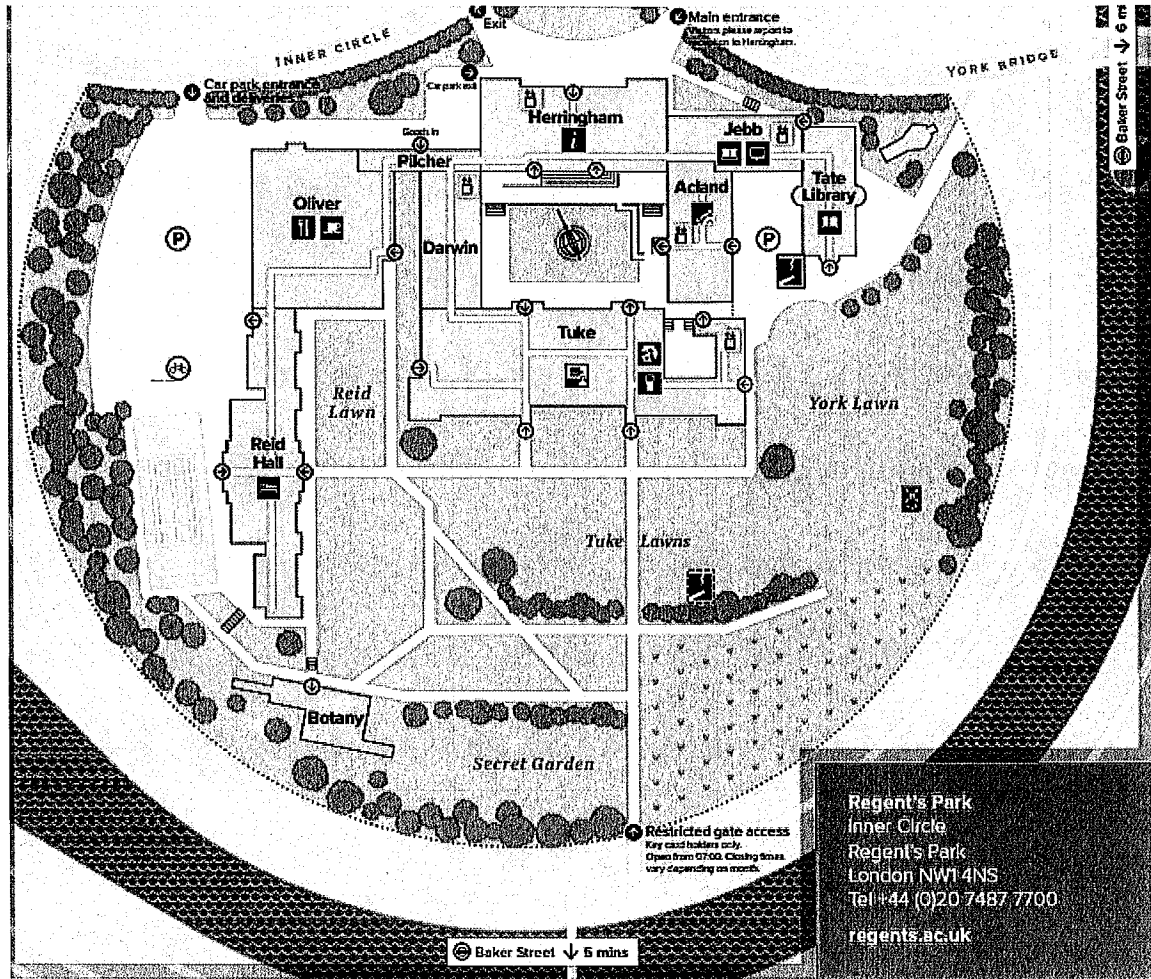 Exit
Main entrance
Visitors please report to
reception in Herringham.
INNER CIRCLE
YORK BRIDGE
Baker Street ↓ 6 mi
Car park entrance
and deliveries
Car park exit
Goods in
Herringham
i
Jebb
Pilcher
Acland
Tate
Library
Oliver
P
Darwin
P
Tuke
Reid
Lawn
York Lawn
Reid
Hall
Tuke Lawns
Botany
Secret Garden
Restricted gate access
Key card holders only.
Open from 07:00. Closing times
vary depending on month.
Regent's Park
Inner Circle
Regent's Park
London NW1 4NS
Tel +44 (0)20 7487 7700
regents.ac.uk
Baker Street ↓ 6 mins